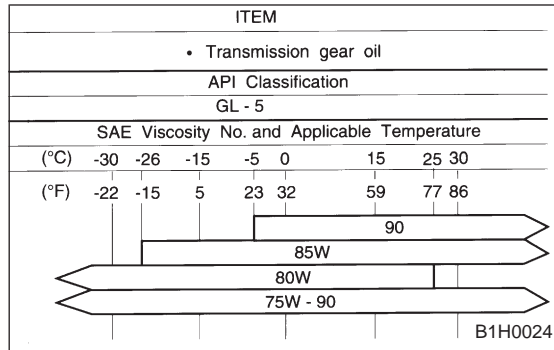 ITEM
• Transmission gear oil
API Classification
GL - 5
SAE Viscosity No. and Applicable Temperature
(°C) -30 -26 -15 -5 0 15 25 30
(°F) -22 -15 5 23 32 59 77 86
90
85W
80W
75W - 90
B1H0024